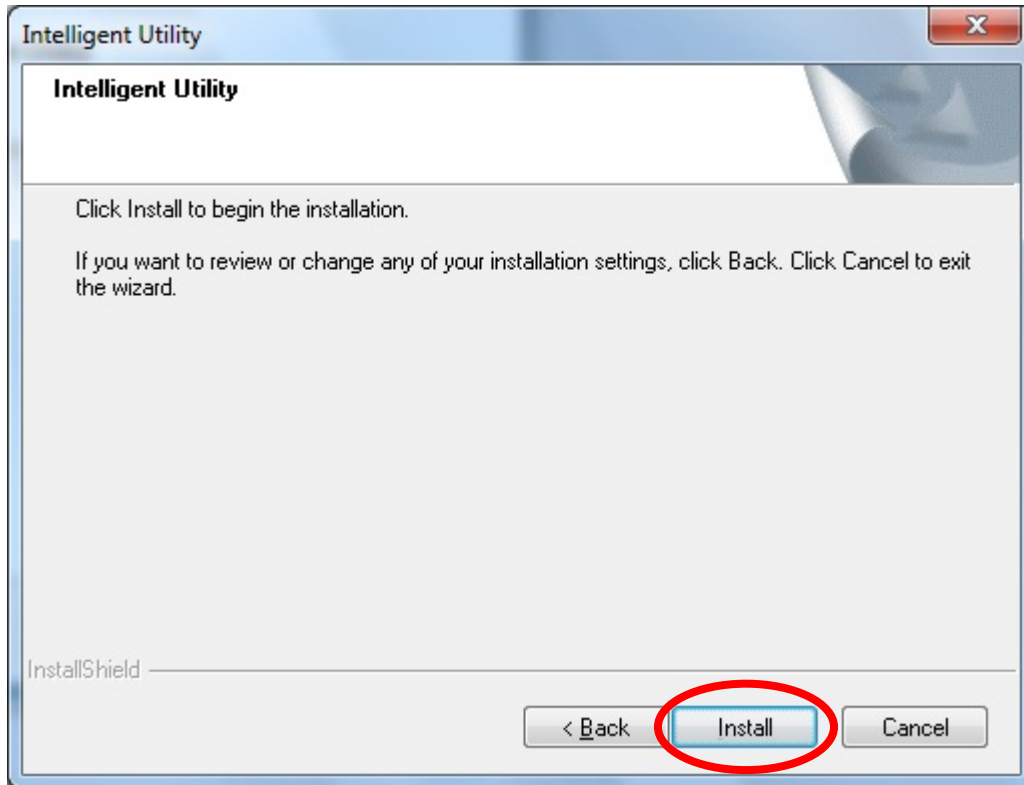 Intelligent Utility
Intelligent Utility
Click Install to begin the installation.
If you want to review or change any of your installation settings, click Back. Click Cancel to exit
the wizard.
InstallShield
< Back Install Cancel